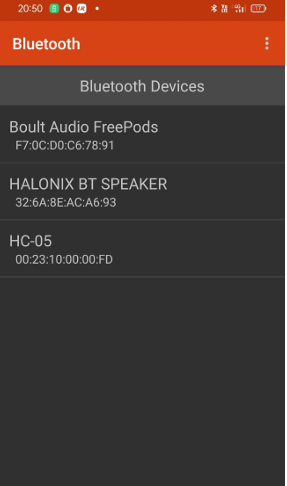 20:50
17
Bluetooth
Bluetooth Devices
Boult Audio FreePods
F7:0C:D0:C6:78:91
HALONIX BT SPEAKER
32:6A:8E:AC:A6:93
HC-05
00:23:10:00:00:FD